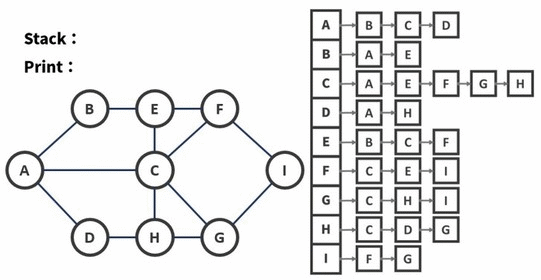 Stack：
Print：
B E F
A C I
D H G
A B C D
B A E
C A E F G H
D A H
E B C F
F C E I
G C H I
H C D G
I F G